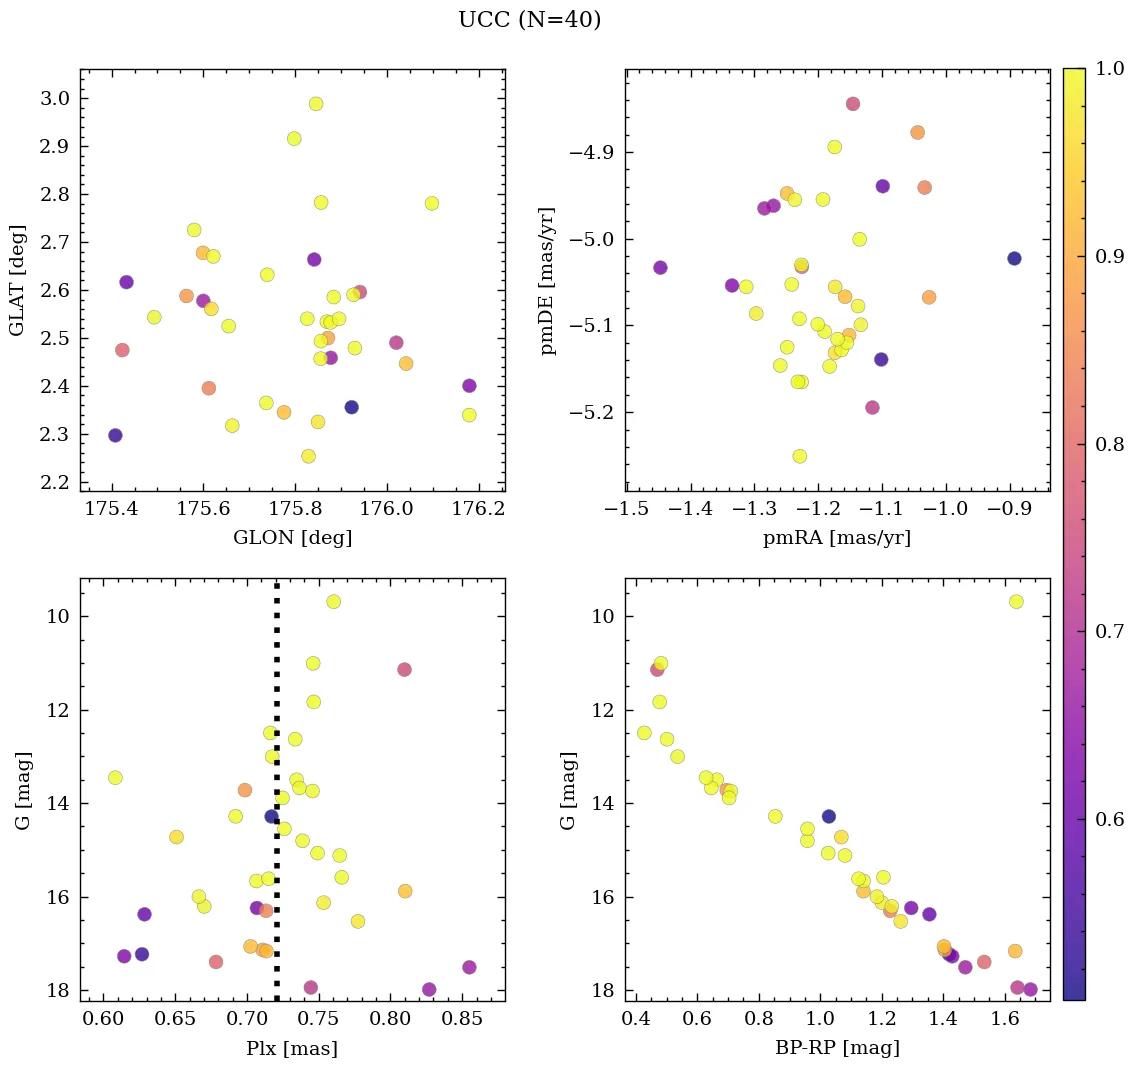 UCC (N=40)
3.0
2.9
2.8
2.7
2.6
2.5
2.4
2.3
2.2
GLAT [deg]
175.4 175.6 175.8 176.0 176.2
GLON [deg]
−4.9
−5.0
−5.1
−5.2
pmDE [mas/yr]
−1.5 −1.4 −1.3 −1.2 −1.1 −1.0 −0.9
pmRA [mas/yr]
10
12
14
16
18
G [mag]
0.60 0.65 0.70 0.75 0.80 0.85
Plx [mas]
10
12
14
16
18
G [mag]
0.4 0.6 0.8 1.0 1.2 1.4 1.6
BP-RP [mag]
1.0
0.9
0.8
0.7
0.6